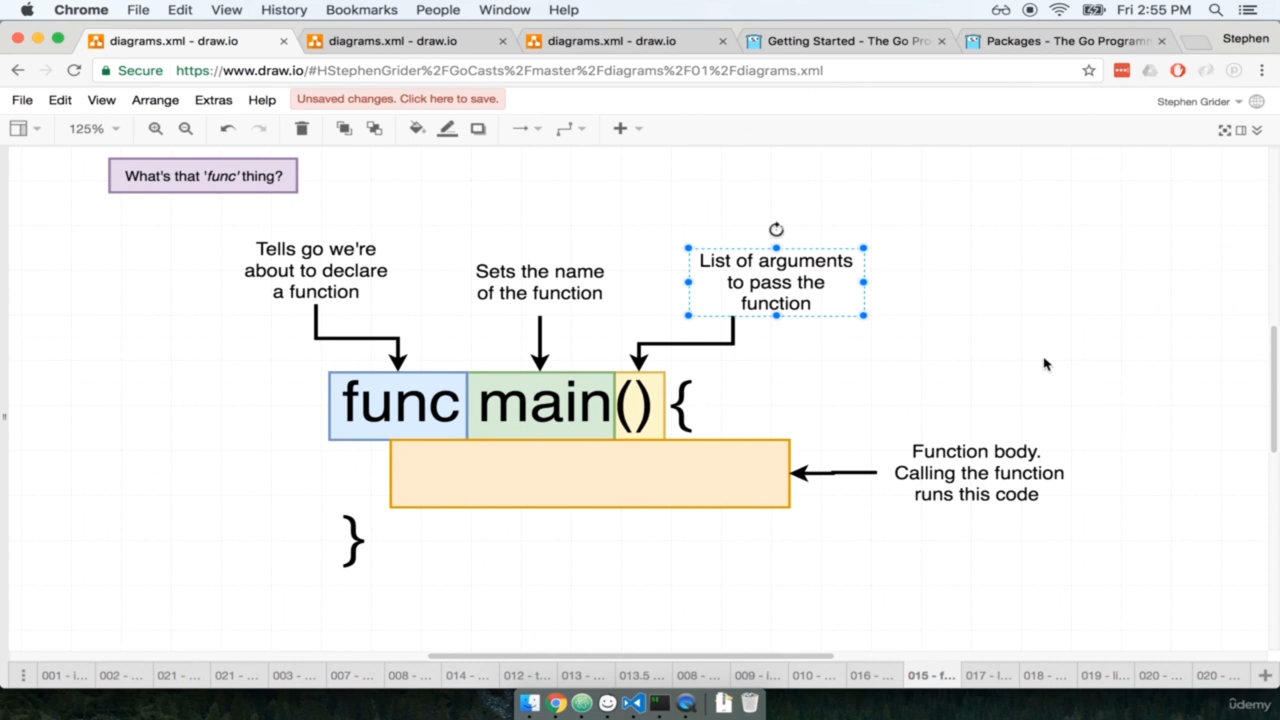 Chrome File Edit View History Bookmarks People Window Help Fri 2:55 PM
diagrams.xml - draw.io diagrams.xml - draw.io diagrams.xml - draw.io Getting Started - The Go Pro Packages - The Go Programm Stephen
Secure https://www.draw.io/#HStephenGrider%2FGoCasts%2Fmaster%2Fdiagrams%2F01%2Fdiagrams.xml
File Edit View Arrange Extras Help Unsaved changes. Click here to save. Stephen Grider
125%
What's that 'func' thing?
Tells go we're
about to declare
a function
Sets the name
of the function
List of arguments
to pass the
function
func main() {
Function body.
Calling the function
runs this code
}
001 - i... 002 - ... 021 - ... 021 - ... 003 - ... 007 - ... 008 - ... 014 - ... 012 - t... 013 - ... 013.5 ... 008 - ... 009 - i... 010 - ... 016 - ... 015 - f... 017 - l... 018 - ... 019 - li... 020 - ... 020 - ...
ûdemy